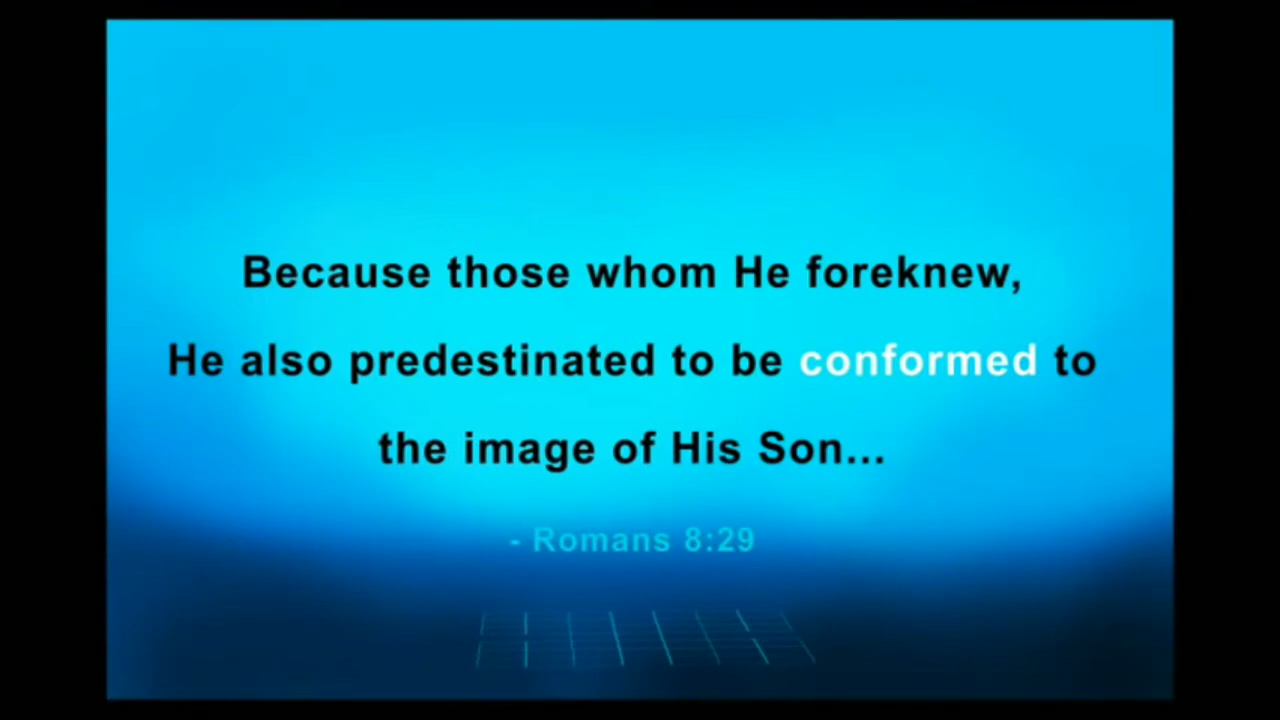 Because those whom He foreknew,
He also predestinated to be conformed to
the image of His Son...
- Romans 8:29